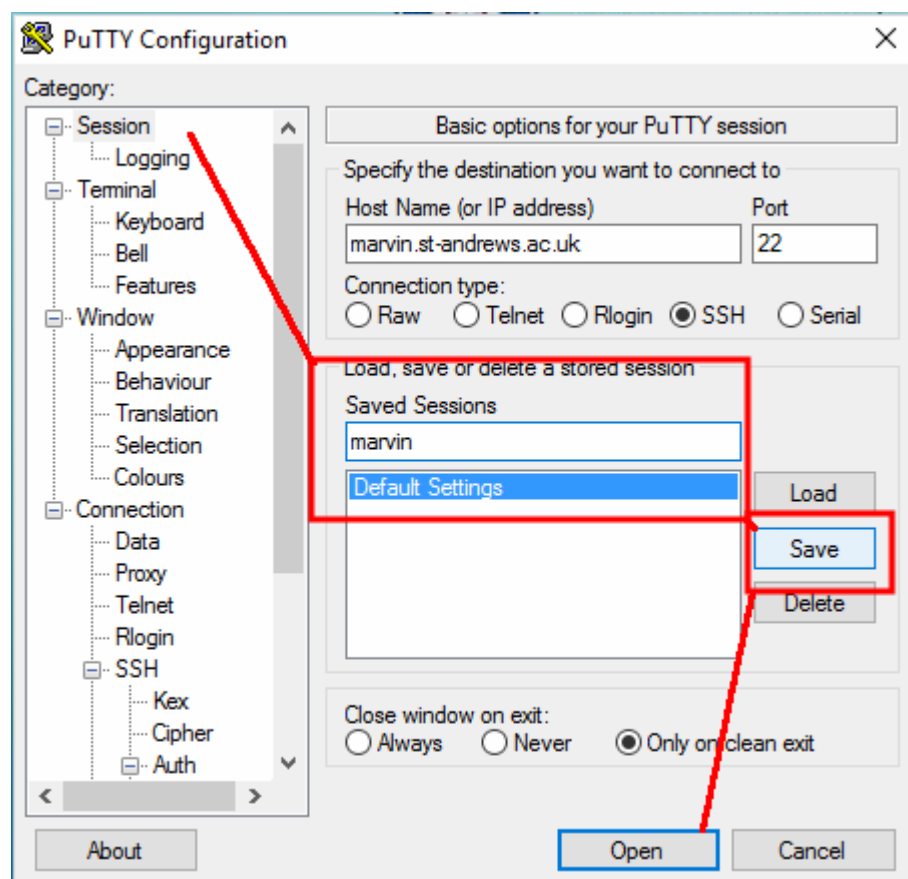 PuTTY Configuration
Category:
Session
Logging
Terminal
Keyboard
Bell
Features
Window
Appearance
Behaviour
Translation
Selection
Colours
Connection
Data
Proxy
Telnet
Rlogin
SSH
Kex
Cipher
Auth
Basic options for your PuTTY session
Specify the destination you want to connect to
Host Name (or IP address) Port
marvin.st-andrews.ac.uk 22
Connection type:
Raw Telnet Rlogin SSH Serial
Load, save or delete a stored session
Saved Sessions
marvin
Default Settings
Load
Save
Delete
Close window on exit:
Always Never Only on clean exit
About Open Cancel